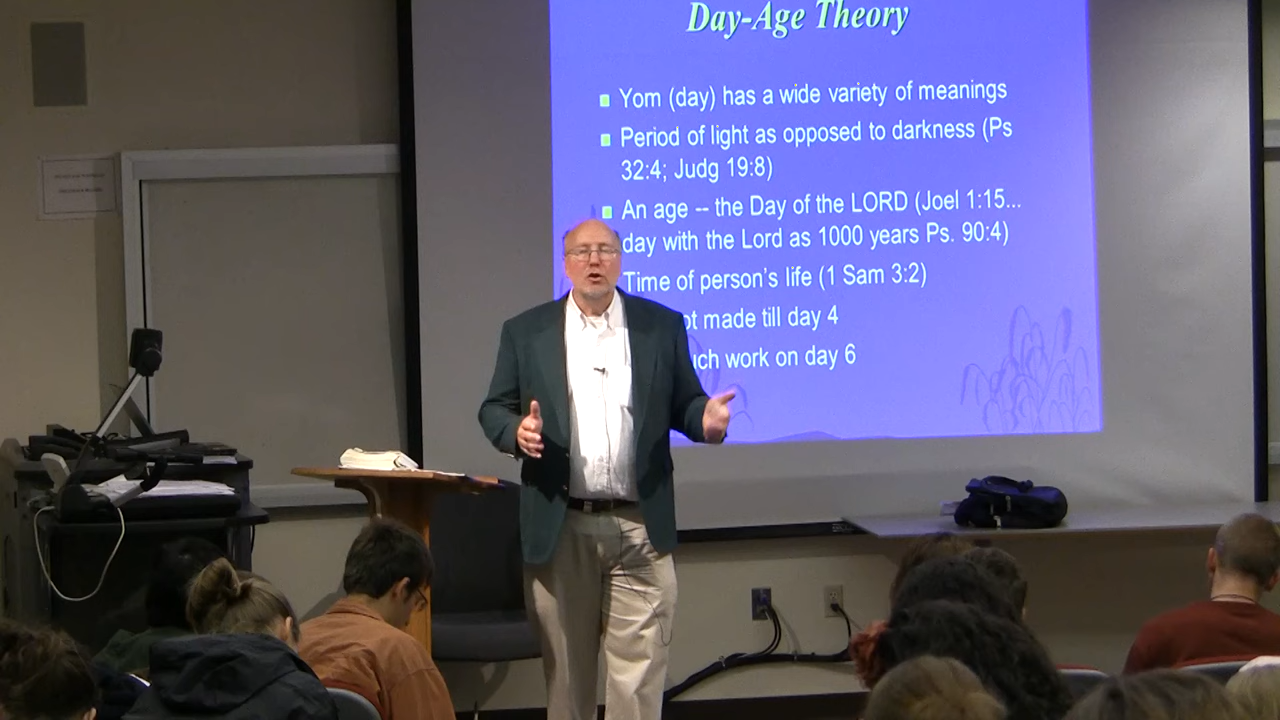 Day-Age Theory
Yom (day) has a wide variety of meanings
Period of light as opposed to darkness (Ps
32:4; Judg 19:8)
An age -- the Day of the LORD (Joel 1:15...
day with the Lord as 1000 years Ps. 90:4)
Time of person's life (1 Sam 3:2)
made till day 4
work on day 6